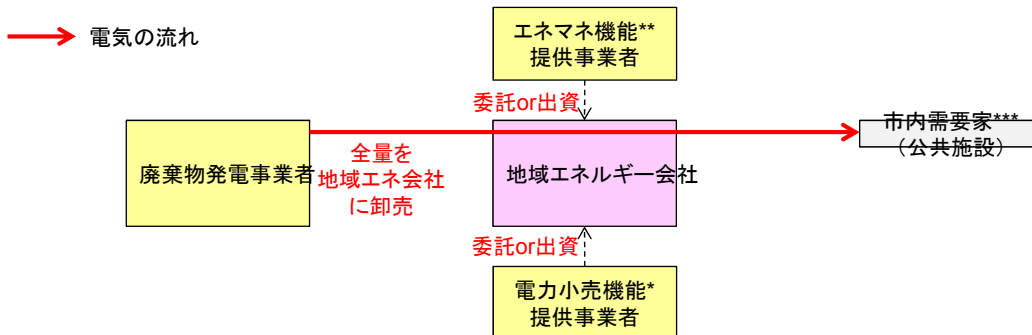 電気の流れ
エネマネ機能**
提供事業者
委託or出資
市内需要家***
（公共施設）
廃棄物発電事業者
全量を
地域エネ会社
に卸売
地域エネルギー会社
委託or出資
電力小売機能*
提供事業者